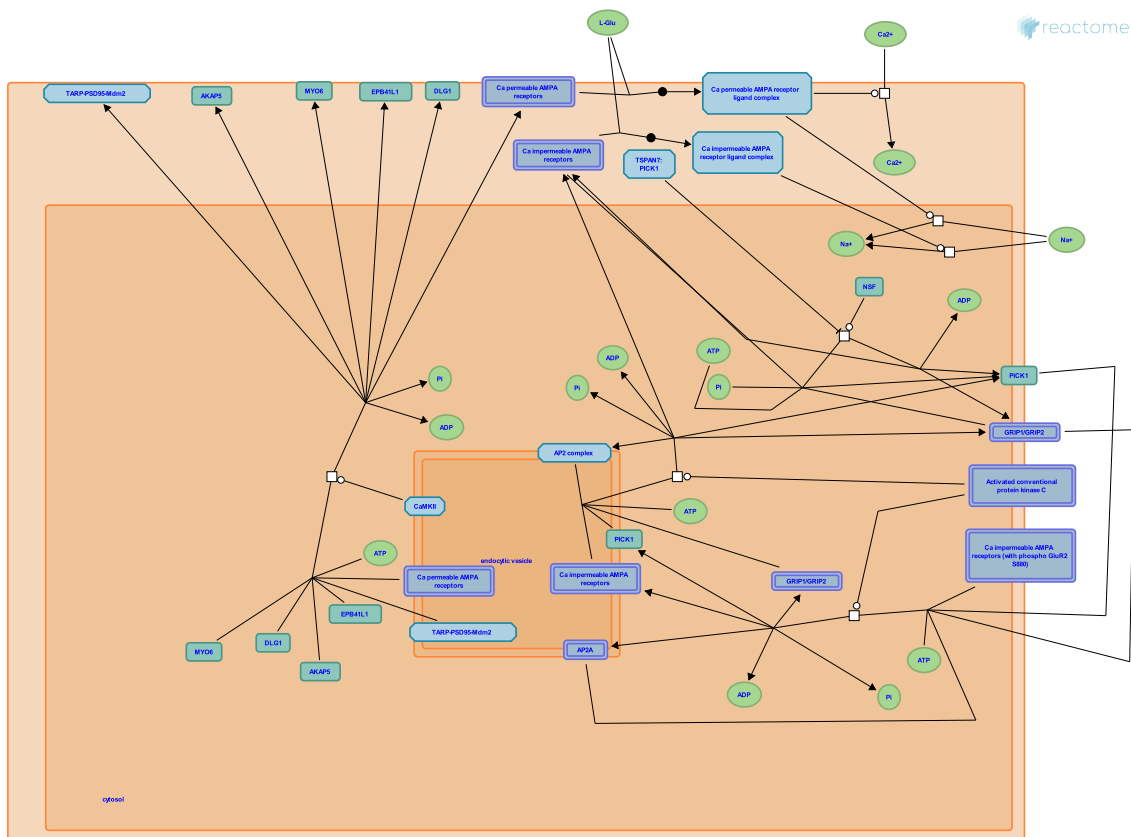 reactome
L-Glu
Ca2+
TARP-PSD95-Mdm2
AKAP5
MYO6
EPB41L1
DLG1
Ca permeable AMPA
receptors
Ca permeable AMPA receptor
ligand complex
Ca impermeable AMPA
receptors
TSPAN7:
PICK1
Ca impermeable AMPA
receptor ligand complex
Ca2+
Na+
Na+
NSF
ADP
ATP
ADP
Pi
Pi
Pi
PICK1
ADP
GRIP1/GRIP2
AP2 complex
Activated conventional
protein kinase C
CaMKII
ATP
PICK1
endocytic vesicle
ATP
Ca permeable AMPA
receptors
Ca impermeable AMPA
receptors
GRIP1/GRIP2
Ca impermeable AMPA
receptors (with phospho GluR2
S880)
EPB41L1
TARP-PSD95-Mdm2
DLG1
MYO6
AKAP5
AP2A
ATP
ADP
Pi
cytosol